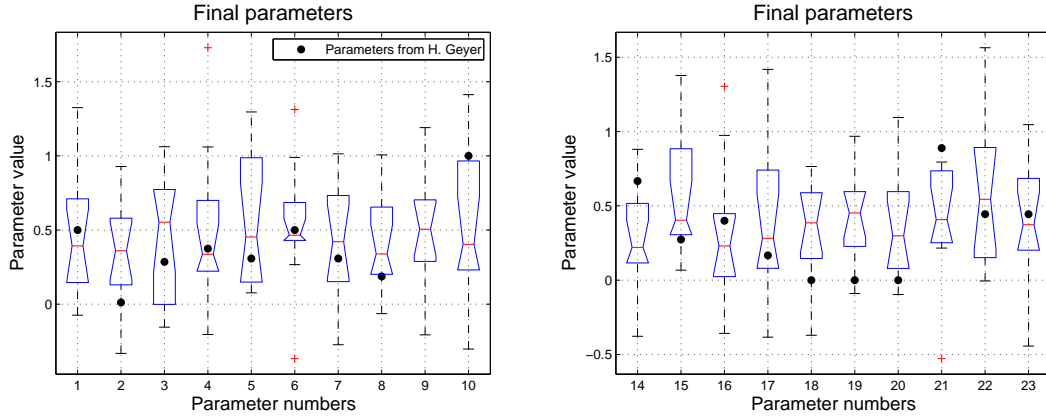 Final parameters
Parameters from H. Geyer
1.5
1
0.5
0
Parameter value
1 2 3 4 5 6 7 8 9 10
Parameter numbers
Final parameters
1.5
1
0.5
0
−0.5
Parameter value
14 15 16 17 18 19 20 21 22 23
Parameter numbers